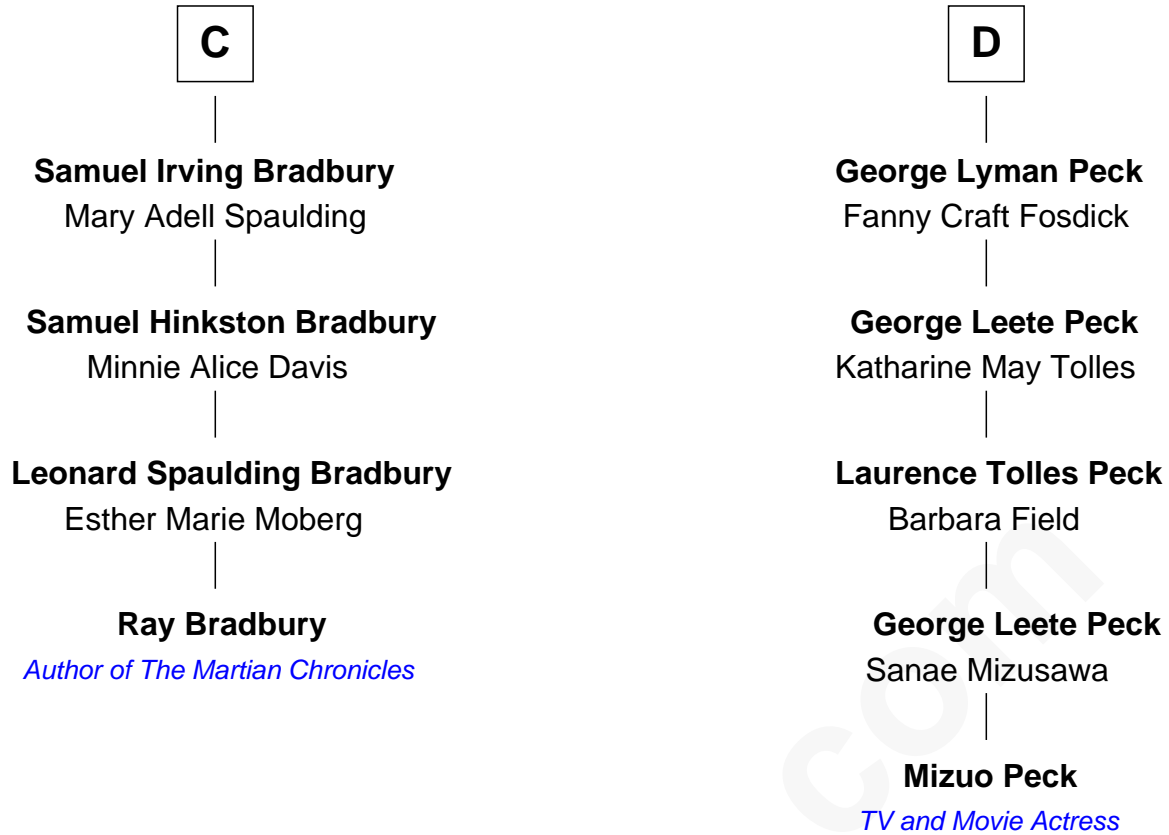 C
Samuel Irving Bradbury
Mary Adell Spaulding
Samuel Hinkston Bradbury
Minnie Alice Davis
Leonard Spaulding Bradbury
Esther Marie Moberg
Ray Bradbury
Author of The Martian Chronicles
D
George Lyman Peck
Fanny Craft Fosdick
George Leete Peck
Katharine May Tolles
Laurence Tolles Peck
Barbara Field
George Leete Peck
Sanae Mizusawa
Mizuo Peck
TV and Movie Actress
com